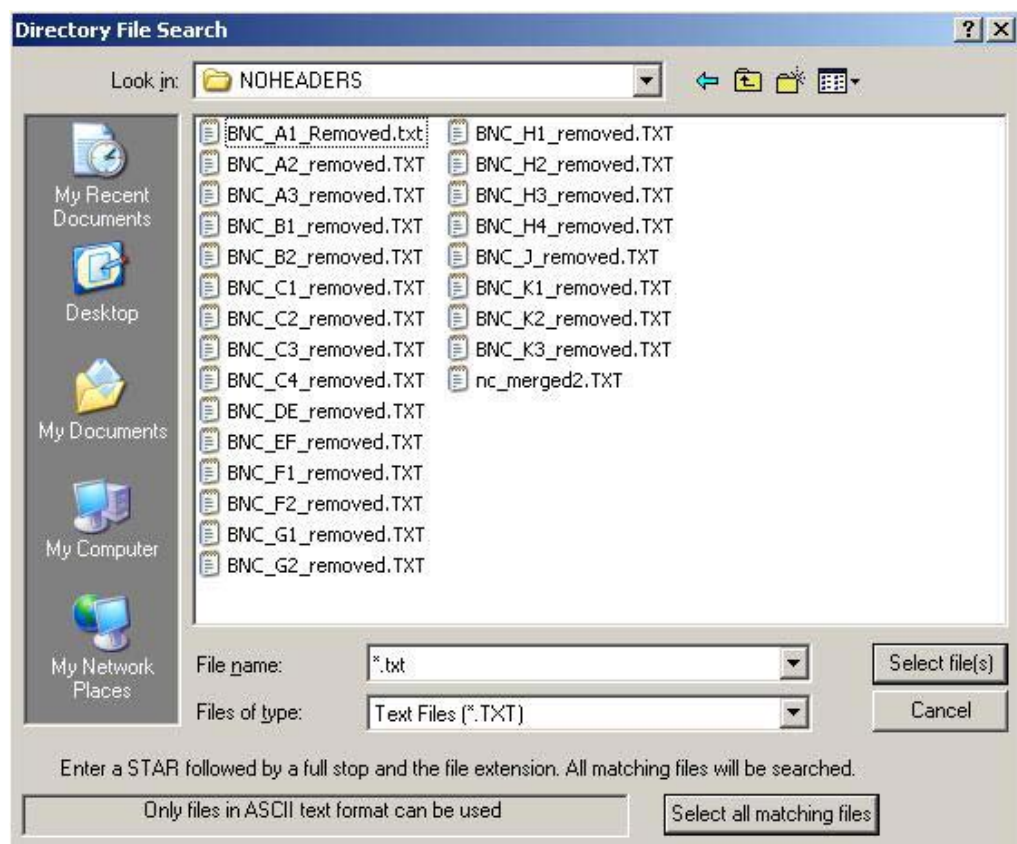 Directory File Search
Look in: NOHEADERS
My Recent
Documents
Desktop
My Documents
My Computer
My Network
Places
BNC_A1_Removed.txt
BNC_A2_removed.TXT
BNC_A3_removed.TXT
BNC_B1_removed.TXT
BNC_B2_removed.TXT
BNC_C1_removed.TXT
BNC_C2_removed.TXT
BNC_C3_removed.TXT
BNC_C4_removed.TXT
BNC_DE_removed.TXT
BNC_EF_removed.TXT
BNC_F1_removed.TXT
BNC_F2_removed.TXT
BNC_G1_removed.TXT
BNC_G2_removed.TXT
BNC_H1_removed.TXT
BNC_H2_removed.TXT
BNC_H3_removed.TXT
BNC_H4_removed.TXT
BNC_J_removed.TXT
BNC_K1_removed.TXT
BNC_K2_removed.TXT
BNC_K3_removed.TXT
nc_merged2.TXT
File name: *.txt
Select file(s)
Files of type: Text Files (*.TXT)
Cancel
Enter a STAR followed by a full stop and the file extension. All matching files will be searched.
Only files in ASCII text format can be used
Select all matching files